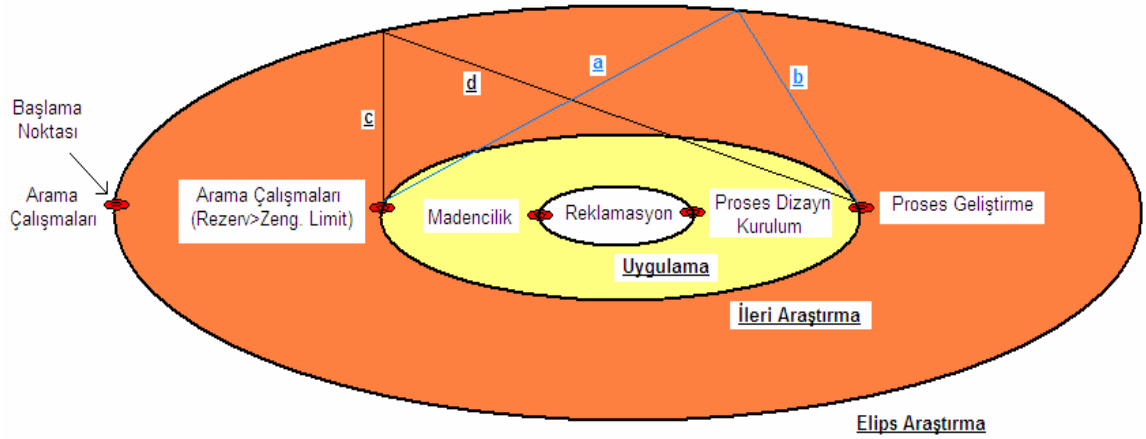 a
b
d
c
Başlama
Noktası
Arama
Çalışmaları
Arama Çalışmaları
(Rezerv>Zeng. Limit)
Madencilik
Reklamasyon
Proses Dizayn
Kurulum
Proses Geliştirme
Uygulama
İleri Araştırma
Elips Araştırma